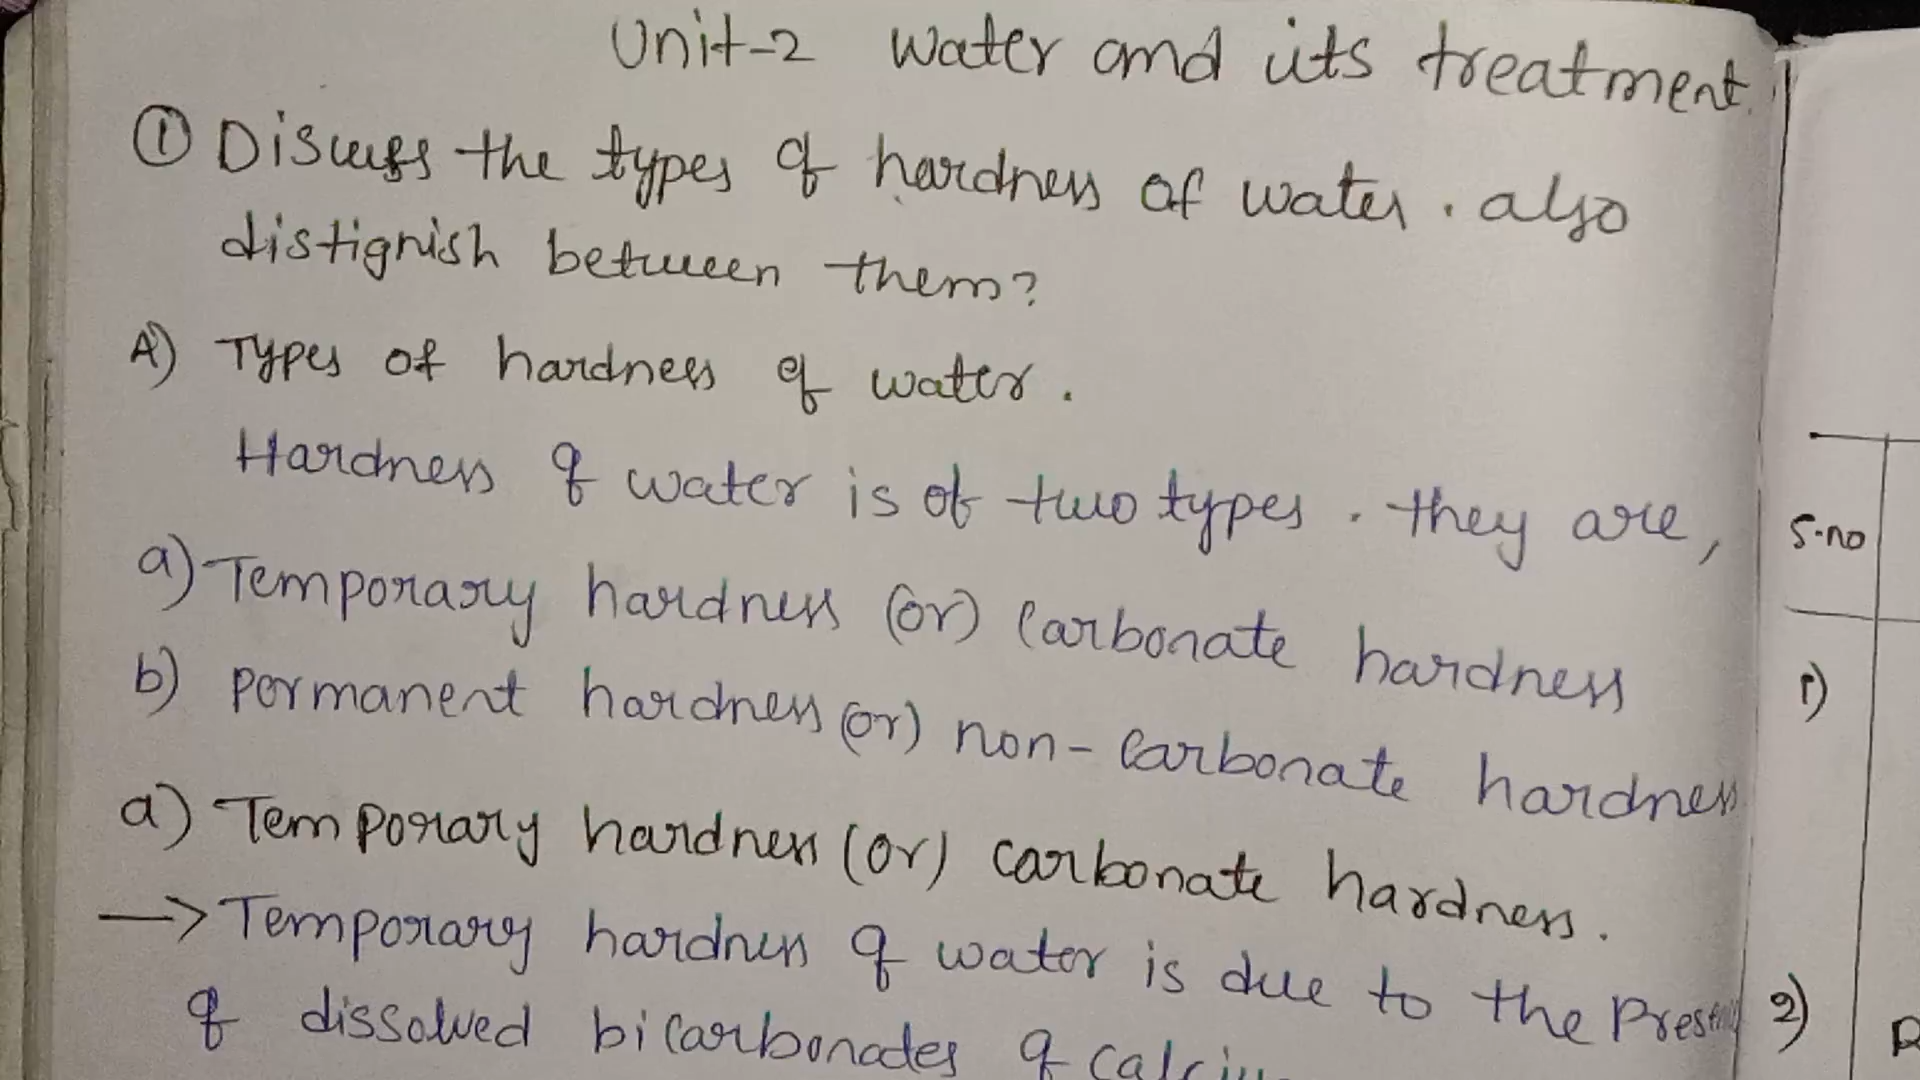 Unit-2 Water and its treatment
① Discuss the types of hardness of water. also
distignish between them?
A) Types of hardness of water.
Hardness of water is of two types. they are,
a) Temporary hardness (or) Carbonate hardness
b) permanent hardness (or) non-Carbonate hardness
a) Temporary hardness (or) carbonate hardness.
→ Temporary hardness of water is due to the
of dissolved bicarbonades of
S.no
1)
2)